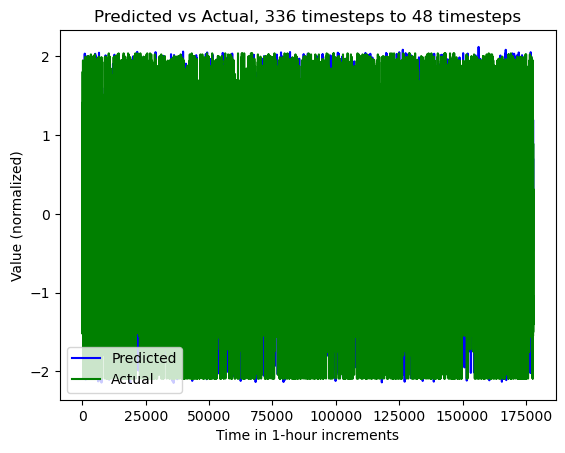 Predicted vs Actual, 336 timesteps to 48 timesteps
Value (normalized)
2
1
0
−1
−2
Predicted
Actual
0 25000 50000 75000 100000 125000 150000 175000
Time in 1-hour increments